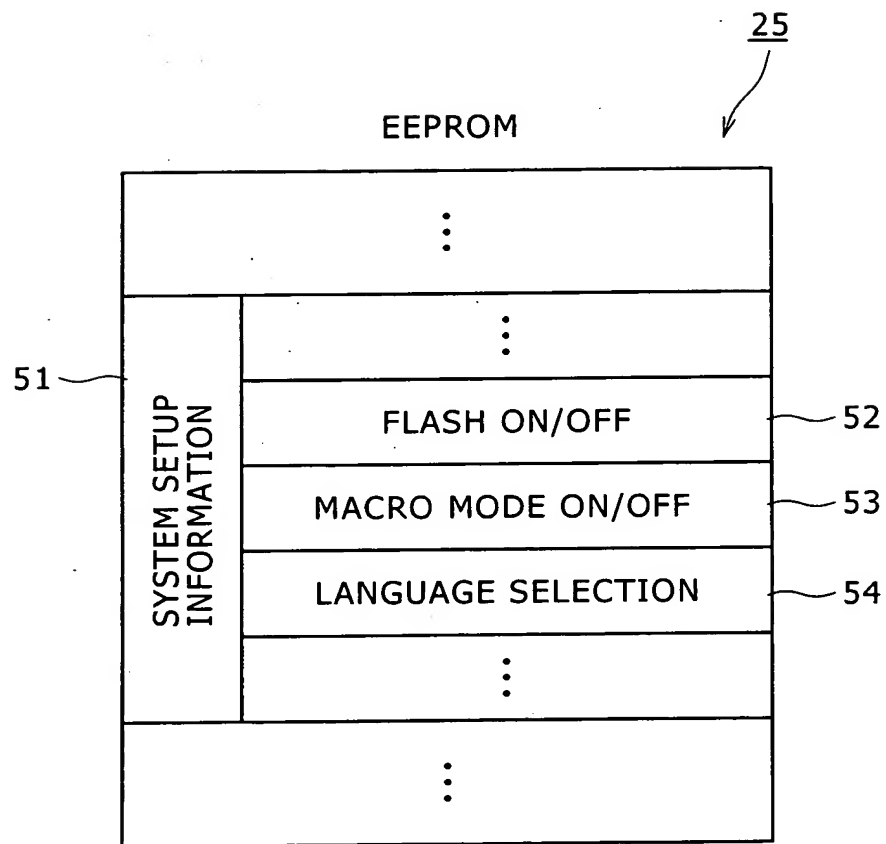 25
EEPROM
⋮
⋮
51
SYSTEM SETUP
INFORMATION
FLASH ON/OFF
52
MACRO MODE ON/OFF
53
LANGUAGE SELECTION
54
⋮
⋮